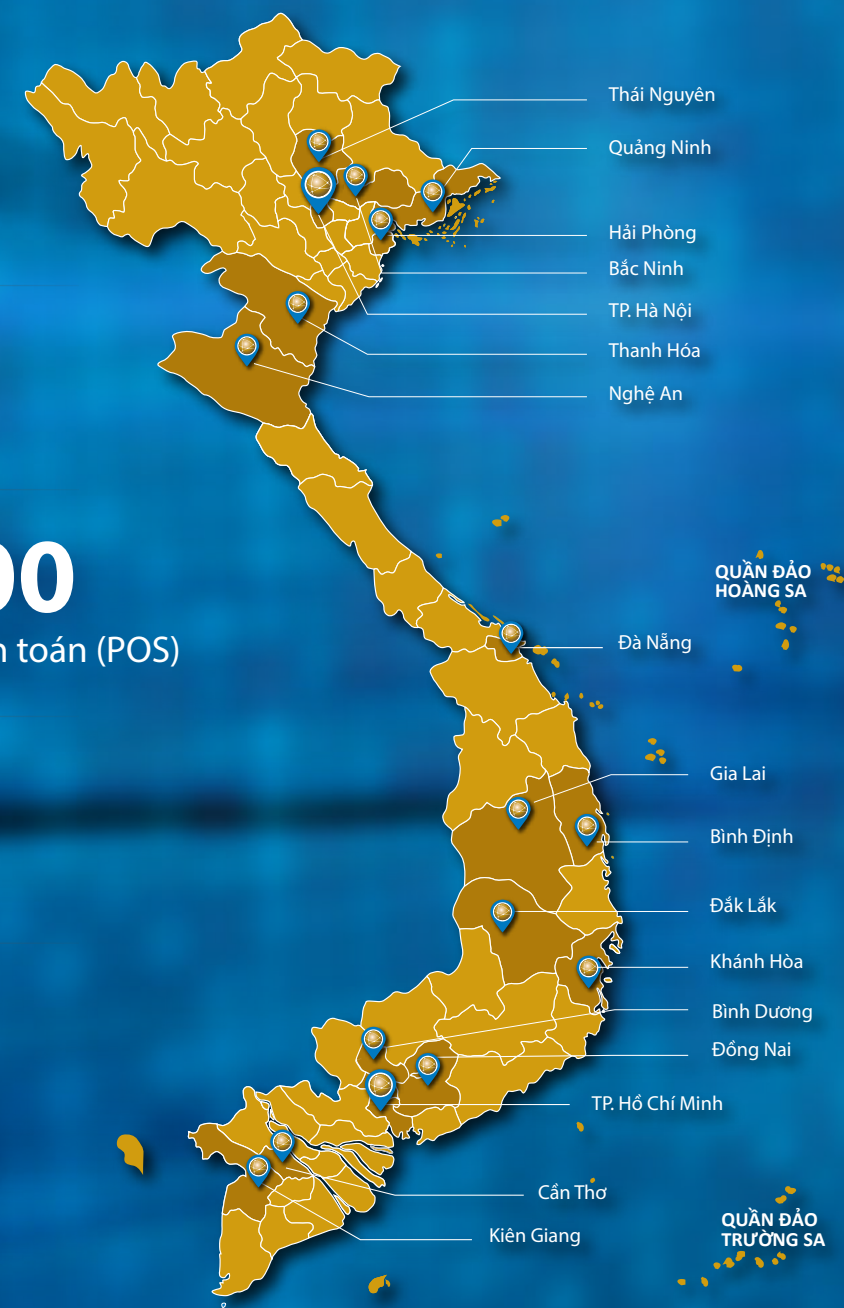 Thái Nguyên
Quảng Ninh
Hải Phòng
Bắc Ninh
TP. Hà Nội
Thanh Hóa
Nghệ An
00
toán (POS)
QUẦN ĐẢO
HOÀNG SA
Đà Nẵng
Gia Lai
Bình Định
Đắk Lắk
Khánh Hòa
Bình Dương
Đồng Nai
TP. Hồ Chí Minh
Cần Thơ
Kiên Giang
QUẦN ĐẢO
TRƯỜNG SA